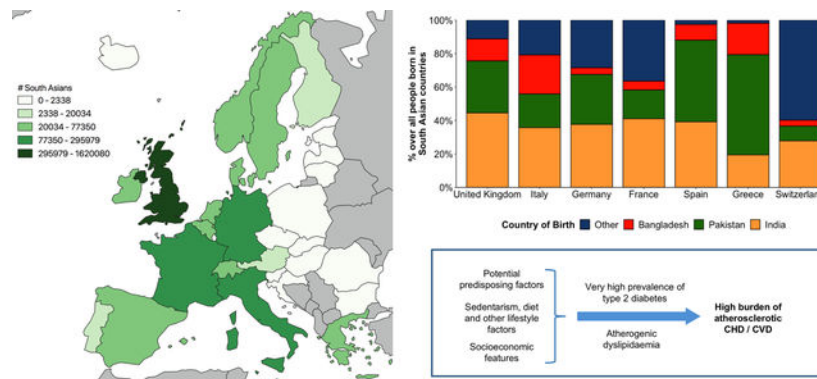 # South Asians
0 - 2338
2338 - 20034
20034 - 77350
77350 - 295979
295979 - 1620080
% over all people born in
South Asian countries
100%
80%
60%
40%
20%
0%
United Kingdom Italy Germany France Spain Greece Switzerland
Country of Birth Other Bangladesh Pakistan India
Potential
predisposing factors
Sedentarism, diet
and other lifestyle
factors
Socioeconomic
features
Very high prevalence of
type 2 diabetes
Atherogenic
dyslipidaemia
High burden of
atherosclerotic
CHD / CVD